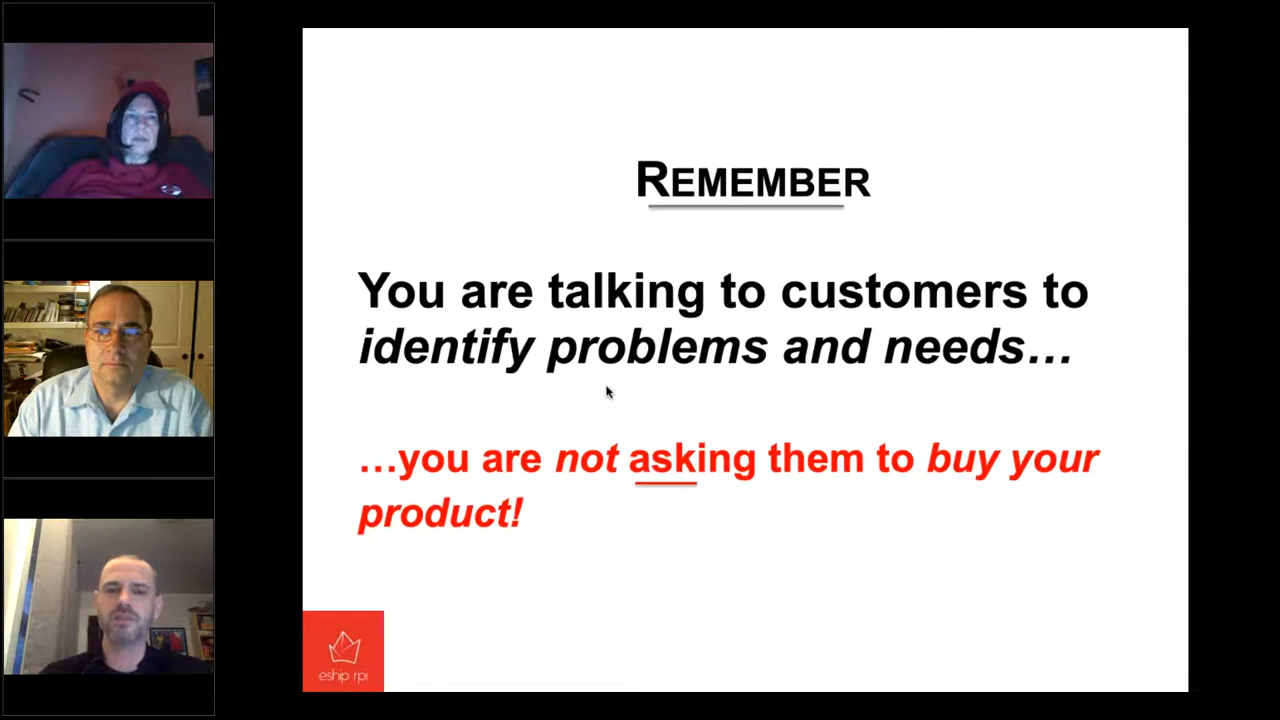 REMEMBER
You are talking to customers to
identify problems and needs…
…you are not asking them to buy your
product!
eship rpi